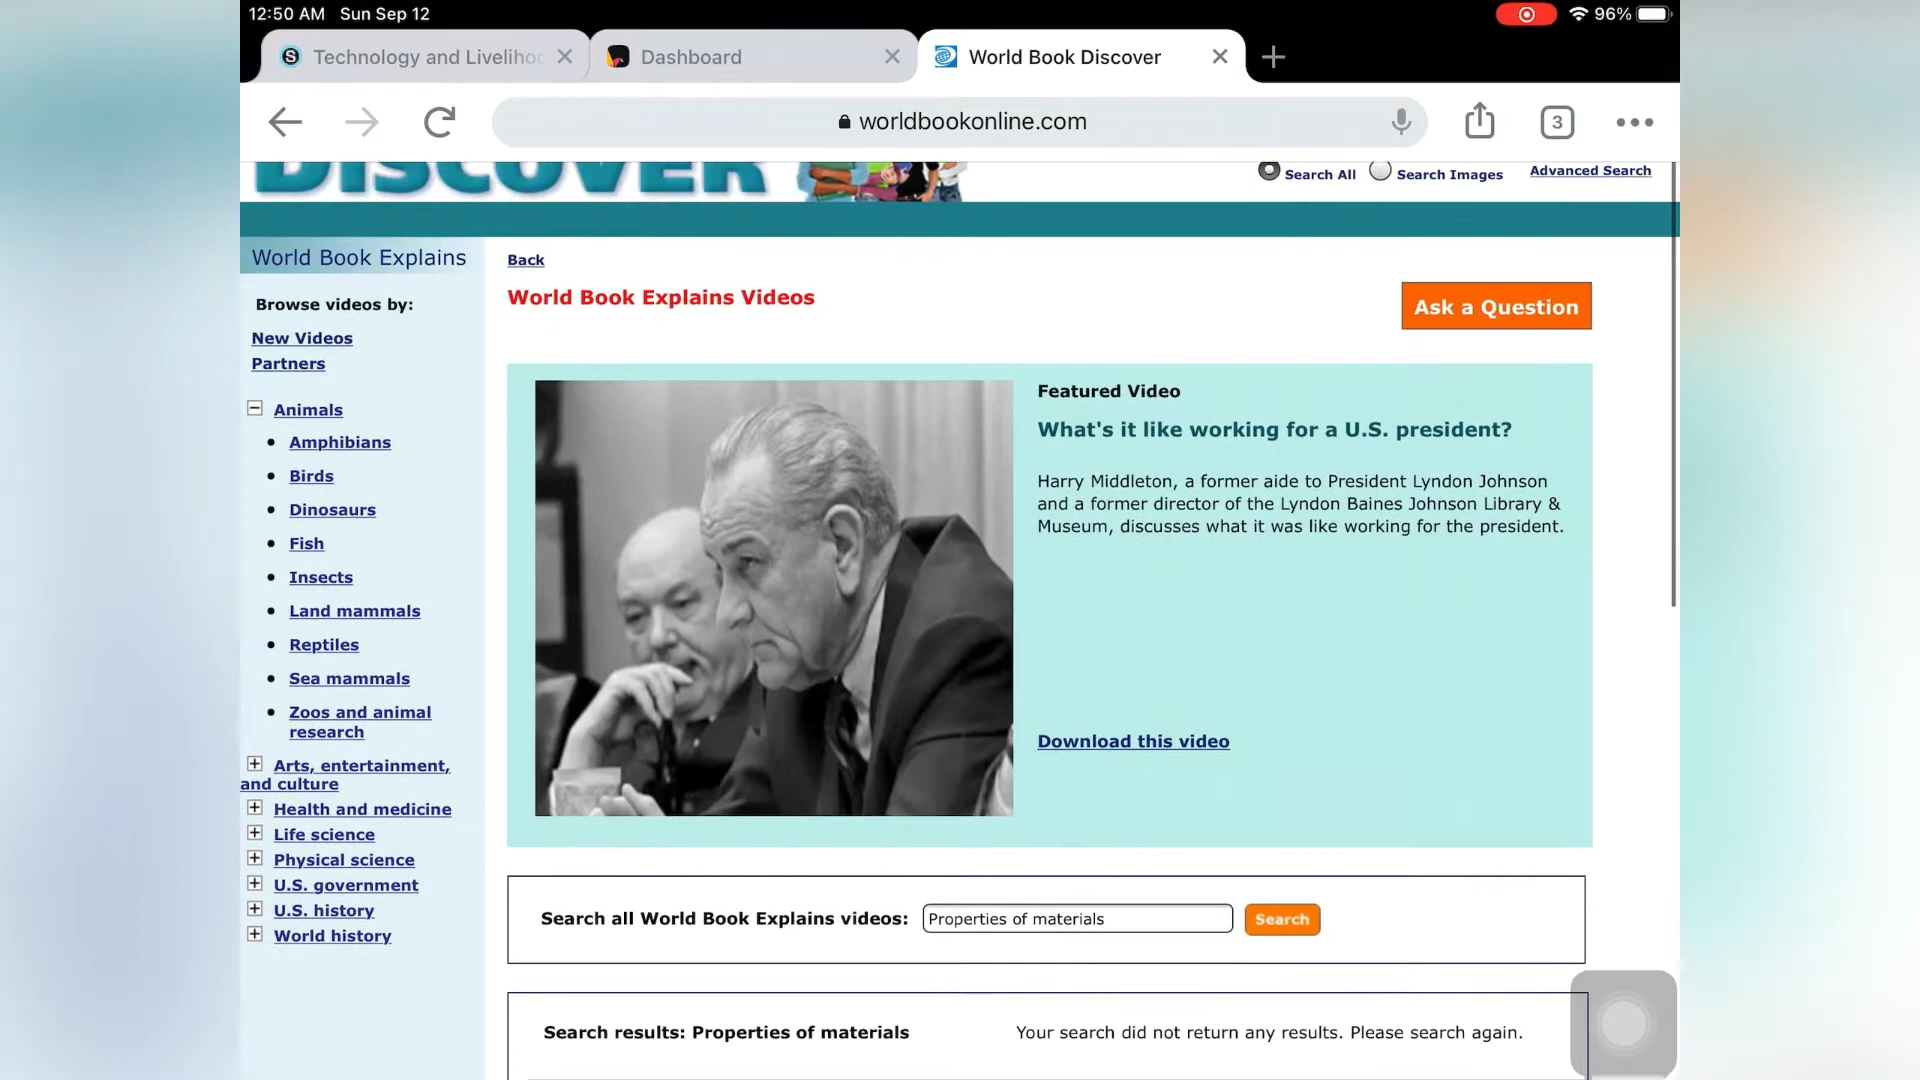 12:50 AM Sun Sep 12
96%
Technology and Liveliho
Dashboard
World Book Discover
worldbookonline.com
3
DISCOVER
Search All
Search Images
Advanced Search
World Book Explains
Browse videos by:
New Videos
Partners
Animals
Amphibians
Birds
Dinosaurs
Fish
Insects
Land mammals
Reptiles
Sea mammals
Zoos and animal
research
Arts, entertainment,
and culture
Health and medicine
Life science
Physical science
U.S. government
U.S. history
World history
Back
World Book Explains Videos
Ask a Question
Featured Video
What's it like working for a U.S. president?
Harry Middleton, a former aide to President Lyndon Johnson
and a former director of the Lyndon Baines Johnson Library &
Museum, discusses what it was like working for the president.
Download this video
Search all World Book Explains videos: Properties of materials Search
Search results: Properties of materials
Your search did not return any results. Please search again.